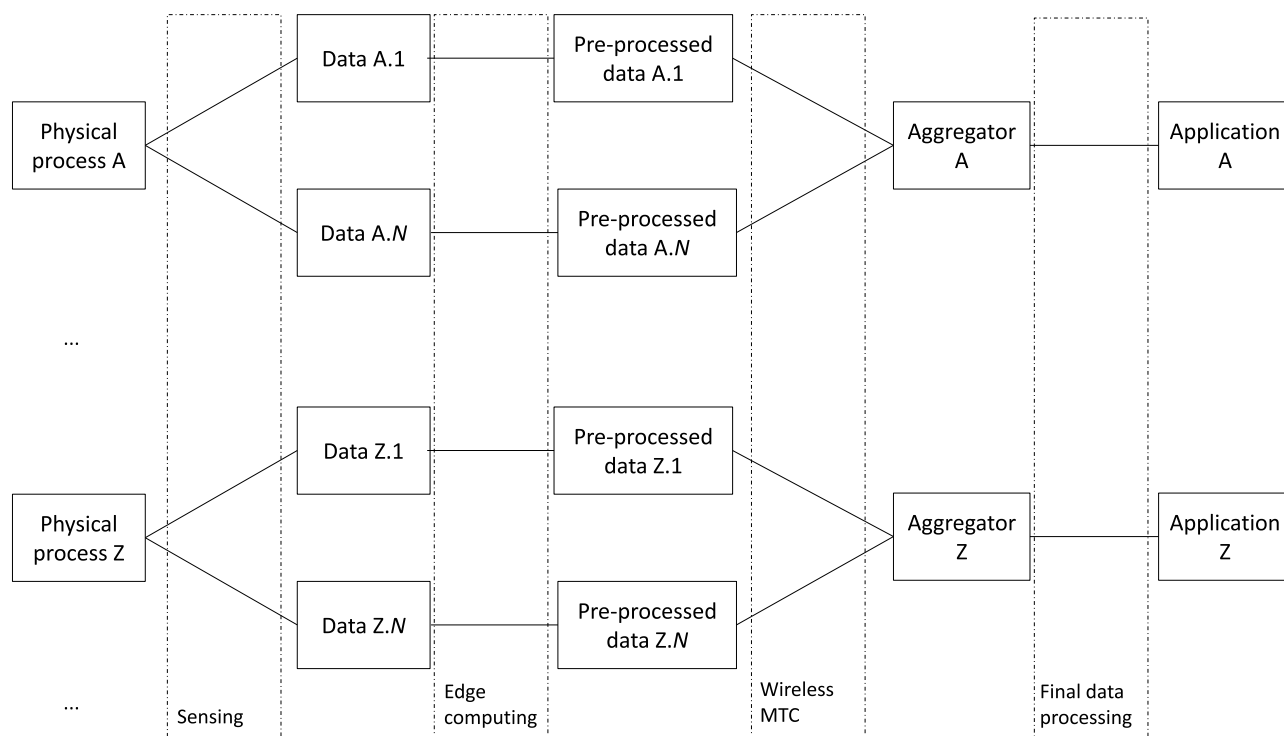 Data A.1
Pre-processed
data A.1
Physical
process A
Aggregator
A
Application
A
Data A.N
Pre-processed
data A.N
...
Data Z.1
Pre-processed
data Z.1
Physical
process Z
Aggregator
Z
Application
Z
Data Z.N
Pre-processed
data Z.N
...
Sensing
Edge
computing
Wireless
MTC
Final data
processing